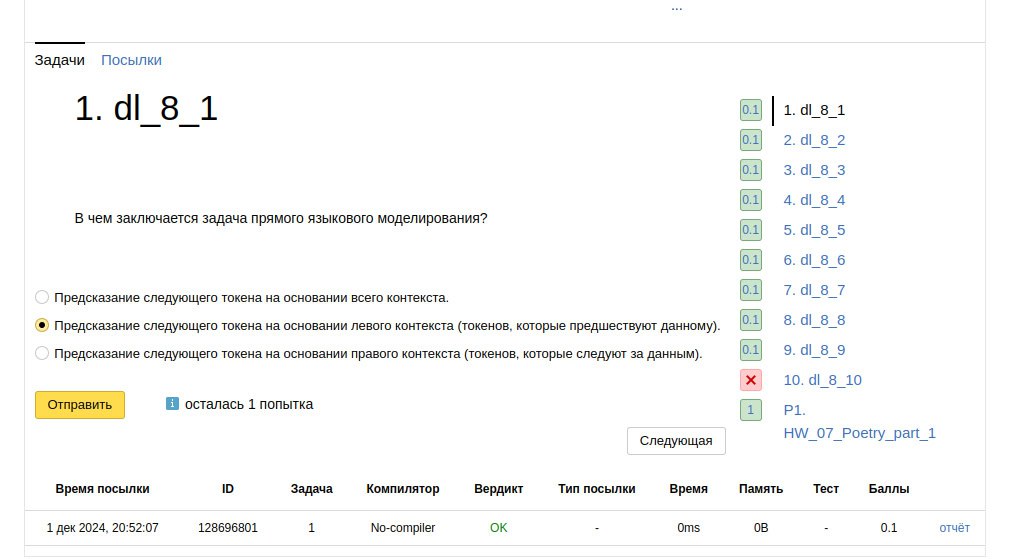 ...
Задачи Посылки
1. dl_8_1
В чем заключается задача прямого языкового моделирования?
Предсказание следующего токена на основании всего контекста.
Предсказание следующего токена на основании левого контекста (токенов, которые предшествуют данному).
Предсказание следующего токена на основании правого контекста (токенов, которые следуют за данным).
Отправить
i осталась 1 попытка
Следующая
0.1 1. dl_8_1
0.1 2. dl_8_2
0.1 3. dl_8_3
0.1 4. dl_8_4
0.1 5. dl_8_5
0.1 6. dl_8_6
0.1 7. dl_8_7
0.1 8. dl_8_8
0.1 9. dl_8_9
10. dl_8_10
1 P1.
HW_07_Poetry_part_1
Время посылки ID Задача Компилятор Вердикт Тип посылки Время Память Тест Баллы
1 дек 2024, 20:52:07 128696801 1 No-compiler OK - 0ms 0B - 0.1 отчёт